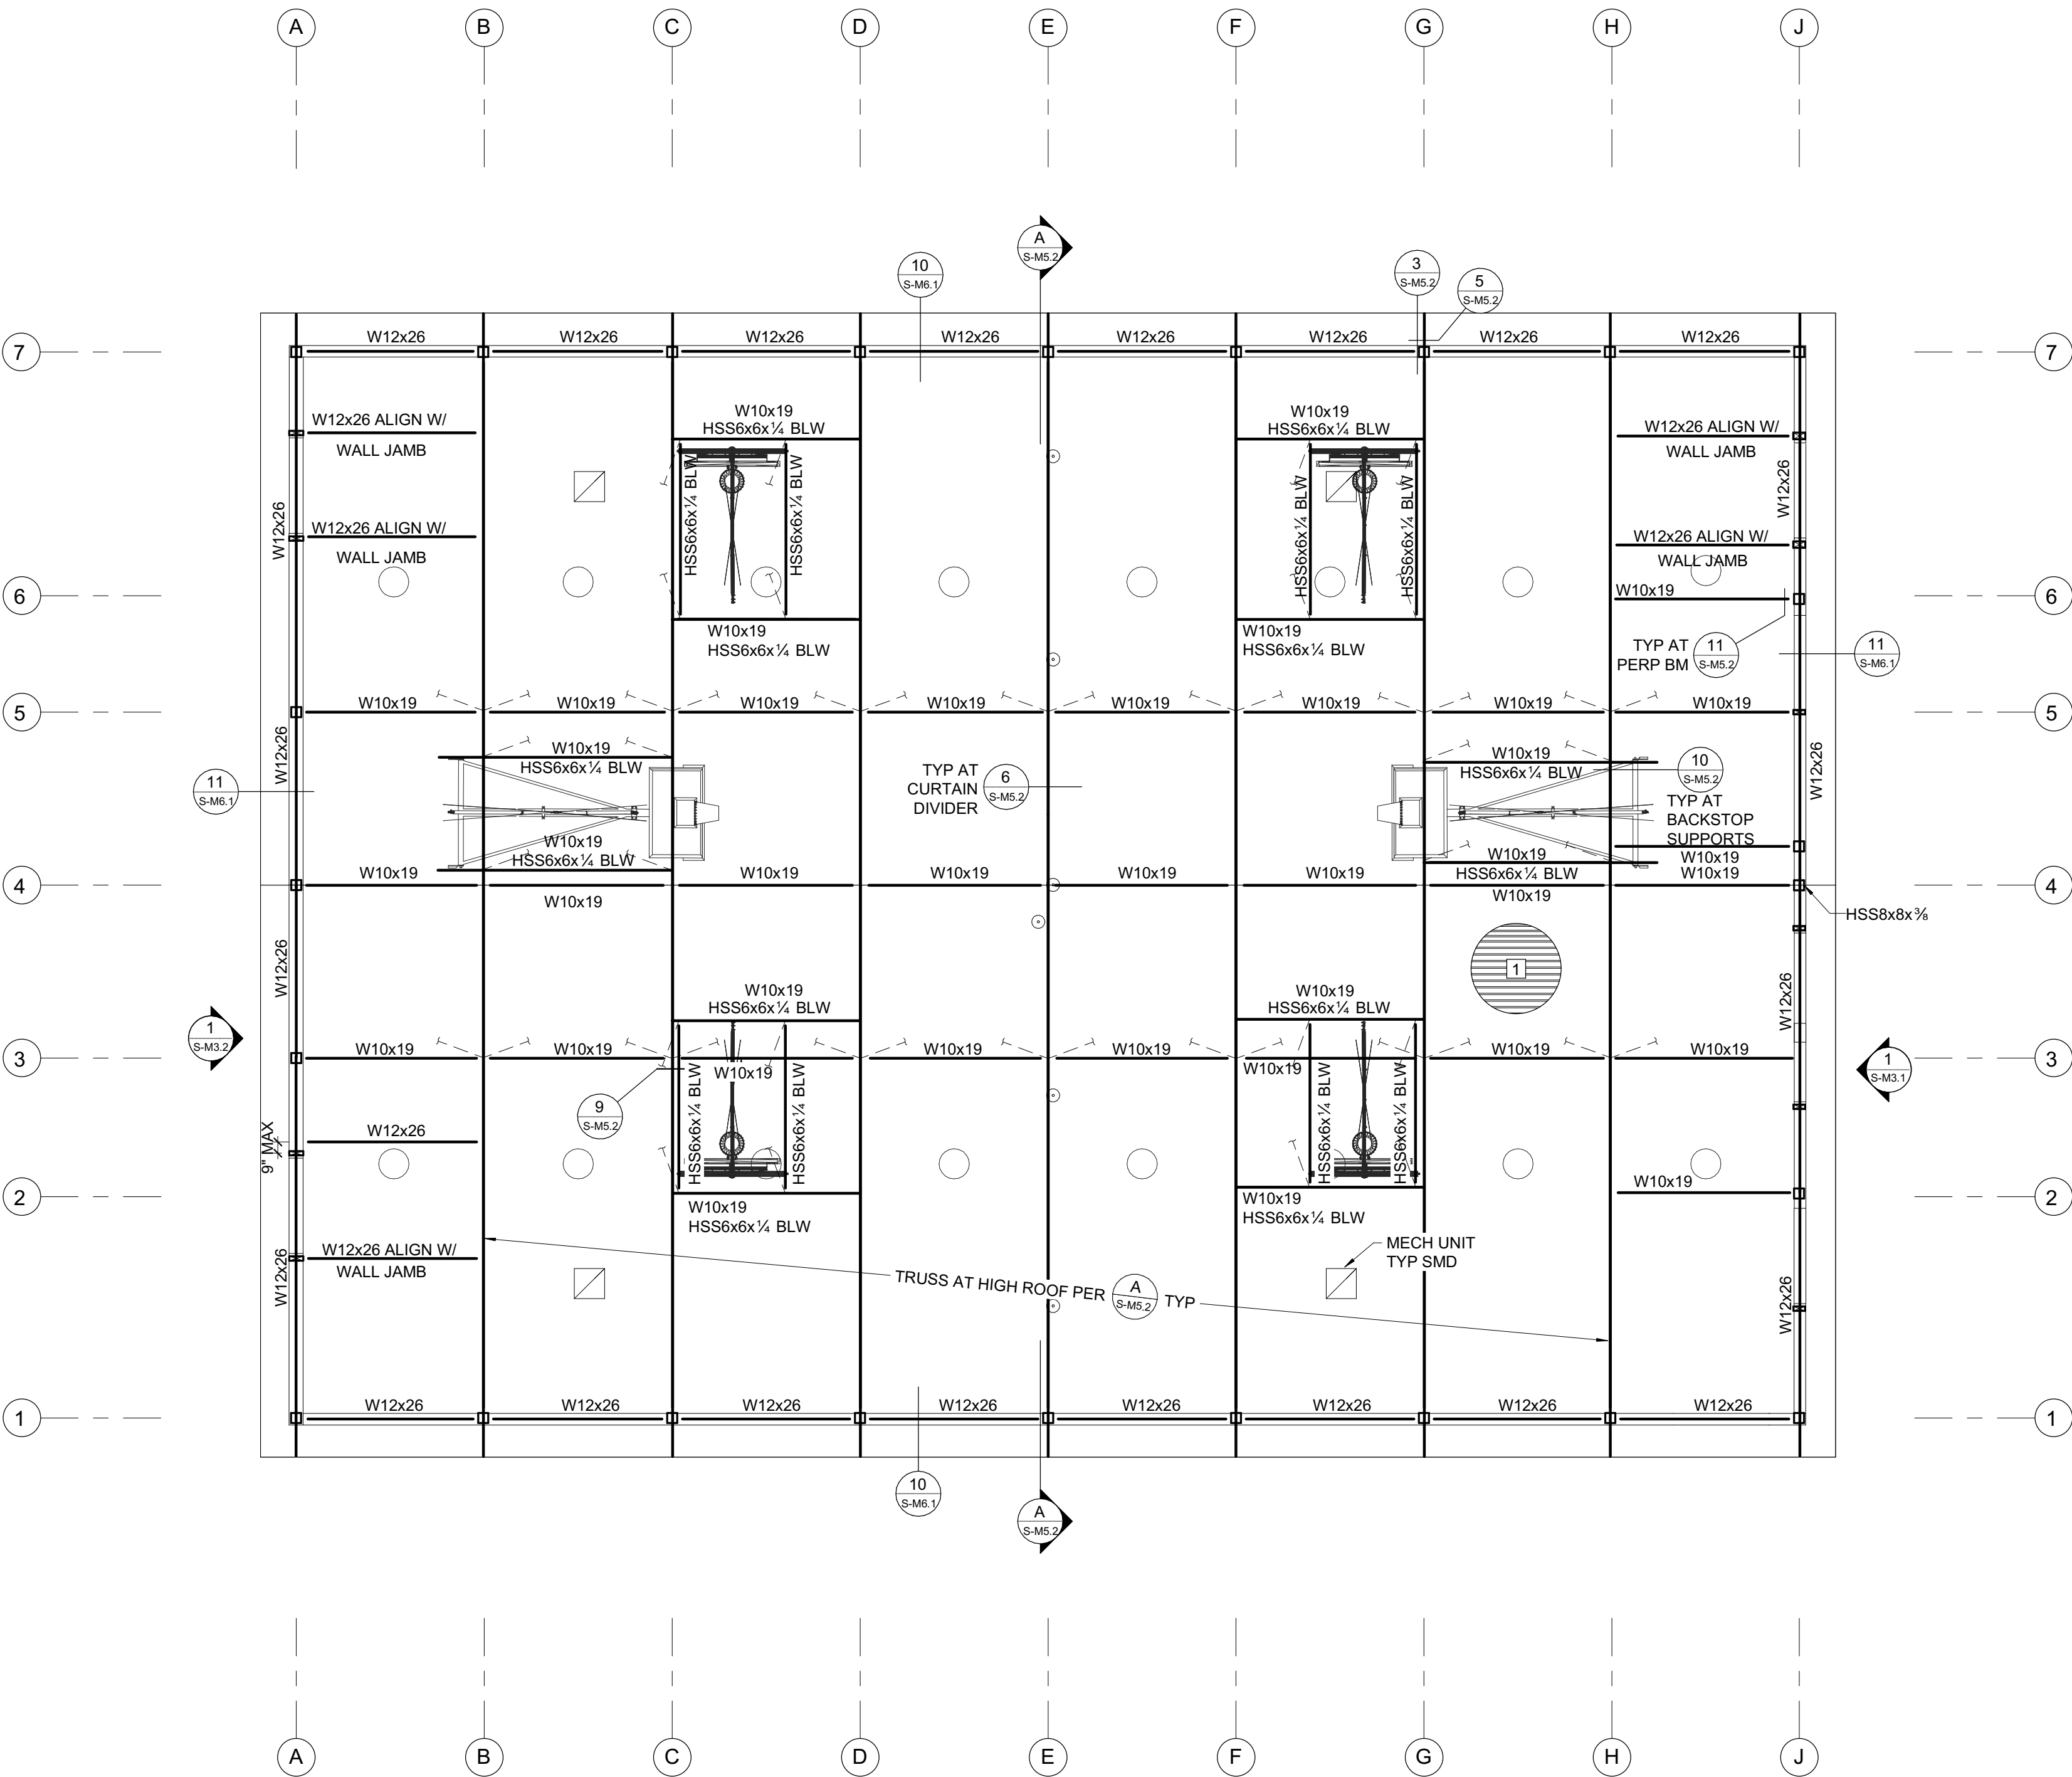 A
B
C
D
E
F
G
H
J
A
S-M5.2
10
S-M6.1
3
S-M5.2
5
S-M5.2
W12x26
W12x26
W12x26
W12x26
W12x26
W12x26
W12x26
W12x26
7
7
W12x26 ALIGN W/
WALL JAMB
W10x19
HSS6x6x¼ BLW
W10x19
HSS6x6x¼ BLW
W12x26 ALIGN W/
WALL JAMB
HSS6x6x¼ BLW
HSS6x6x¼ BLW
HSS6x6x¼ BLW
HSS6x6x¼ BLW
W12x26
W12x26
W12x26 ALIGN W/
WALL JAMB
W12x26 ALIGN W/
WALL JAMB
6
W10x19
6
W10x19
HSS6x6x¼ BLW
W10x19
HSS6x6x¼ BLW
TYP AT
PERP BM
11
S-M5.2
11
S-M6.1
5
W10x19
W10x19
W10x19
W10x19
W10x19
W10x19
W10x19
W10x19
5
W12x26
W10x19
HSS6x6x¼ BLW
W10x19
HSS6x6x¼ BLW
10
S-M5.2
W12x26
11
S-M6.1
TYP AT
CURTAIN
DIVIDER
6
S-M5.2
TYP AT
BACKSTOP
SUPPORTS
W10x19
HSS6x6x¼ BLW
W10x19
HSS6x6x¼ BLW
W10x19
4
W10x19
W10x19
W10x19
W10x19
W10x19
W10x19
W10x19
W10x19
4
HSS8x8x⅜
W12x26
1
W10x19
HSS6x6x¼ BLW
W10x19
HSS6x6x¼ BLW
W12x26
1
S-M3.2
3
W10x19
W10x19
W10x19
W10x19
W10x19
W10x19
W10x19
W10x19
3
1
S-M3.1
HSS6x6x¼ BLW
HSS6x6x¼ BLW
HSS6x6x¼ BLW
HSS6x6x¼ BLW
9
S-M5.2
9" MAX
W12x26
2
W10x19
2
W10x19
HSS6x6x¼ BLW
W10x19
HSS6x6x¼ BLW
W12x26
W12x26 ALIGN W/
WALL JAMB
MECH UNIT
TYP SMD
TRUSS AT HIGH ROOF PER
A
S-M5.2
TYP
W12x26
1
W12x26
W12x26
W12x26
W12x26
W12x26
W12x26
W12x26
W12x26
1
10
S-M6.1
A
S-M5.2
A
B
C
D
E
F
G
H
J